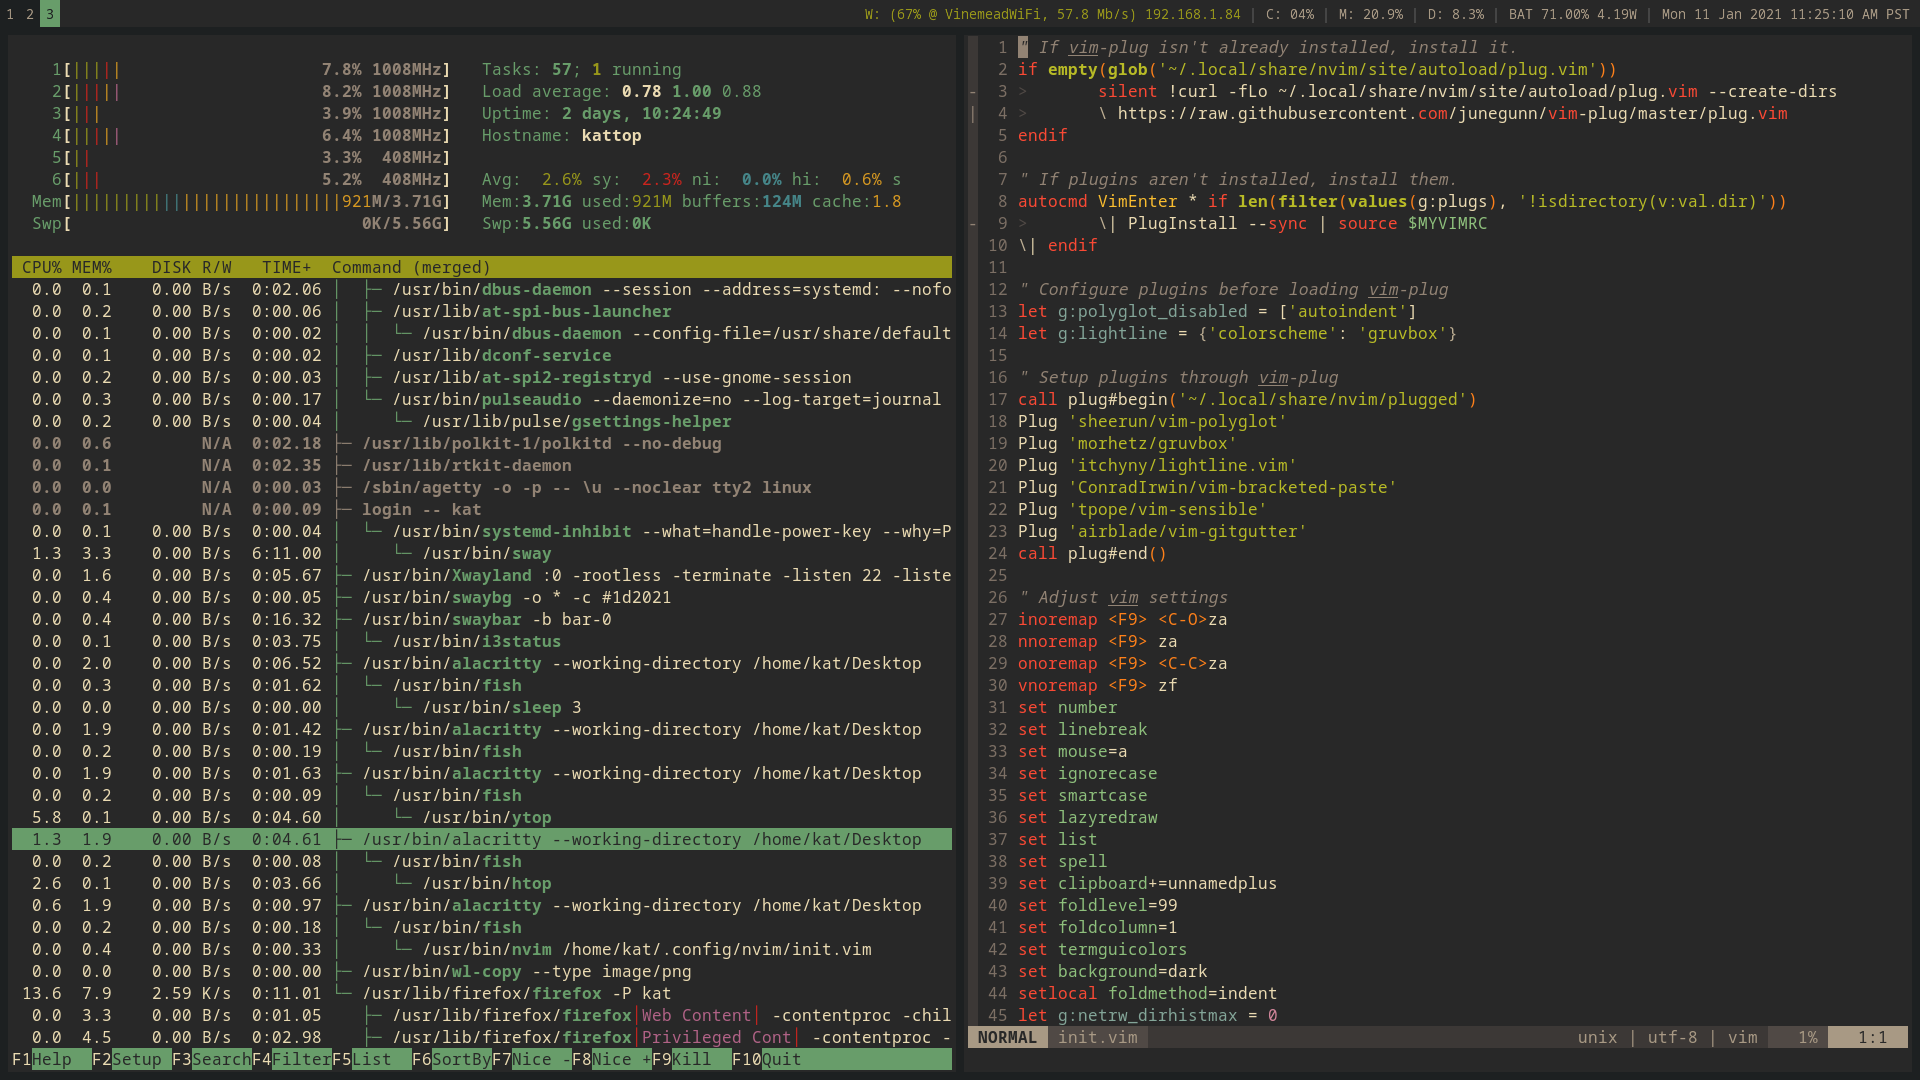 1 2 3 W: (67% @ VinemeadWiFi, 57.8 Mb/s) 192.168.1.84 | C: 04% | M: 20.9% | D: 8.3% | BAT 71.00% 4.19W | Mon 11 Jan 2021 11:25:10 AM PST
1[||||| 7.8% 1008MHz] Tasks: 57; 1 running
2[||||| 8.2% 1008MHz] Load average: 0.78 1.00 0.88
3[||| 3.9% 1008MHz] Uptime: 2 days, 10:24:49
4[||||| 6.4% 1008MHz] Hostname: kattop
5[|| 3.3% 408MHz]
6[||| 5.2% 408MHz] Avg: 2.6% sy: 2.3% ni: 0.0% hi: 0.6% s
Mem[|||||||||||||||||||||||||||921M/3.71G] Mem:3.71G used:921M buffers:124M cache:1.8
Swp[ 0K/5.56G] Swp:5.56G used:0K
CPU% MEM% DISK R/W TIME+ Command (merged)
0.0 0.1 0.00 B/s 0:02.06 │ ├─ /usr/bin/dbus-daemon --session --address=systemd: --nofo
0.0 0.2 0.00 B/s 0:00.06 │ ├─ /usr/lib/at-spi-bus-launcher
0.0 0.1 0.00 B/s 0:00.02 │ │ └─ /usr/bin/dbus-daemon --config-file=/usr/share/default
0.0 0.1 0.00 B/s 0:00.02 │ ├─ /usr/lib/dconf-service
0.0 0.2 0.00 B/s 0:00.03 │ ├─ /usr/lib/at-spi2-registryd --use-gnome-session
0.0 0.3 0.00 B/s 0:00.17 │ └─ /usr/bin/pulseaudio --daemonize=no --log-target=journal
0.0 0.2 0.00 B/s 0:00.04 │ └─ /usr/lib/pulse/gsettings-helper
0.0 0.6 N/A 0:02.18 ├─ /usr/lib/polkit-1/polkitd --no-debug
0.0 0.1 N/A 0:02.35 ├─ /usr/lib/rtkit-daemon
0.0 0.0 N/A 0:00.03 ├─ /sbin/agetty -o -p -- \u --noclear tty2 linux
0.0 0.1 N/A 0:00.09 ├─ login -- kat
0.0 0.1 0.00 B/s 0:00.04 │ └─ /usr/bin/systemd-inhibit --what=handle-power-key --why=P
1.3 3.3 0.00 B/s 6:11.00 │ └─ /usr/bin/sway
0.0 1.6 0.00 B/s 0:05.67 ├─ /usr/bin/Xwayland :0 -rootless -terminate -listen 22 -liste
0.0 0.4 0.00 B/s 0:00.05 ├─ /usr/bin/swaybg -o * -c #1d2021
0.0 0.4 0.00 B/s 0:16.32 ├─ /usr/bin/swaybar -b bar-0
0.0 0.1 0.00 B/s 0:03.75 │ └─ /usr/bin/i3status
0.0 2.0 0.00 B/s 0:06.52 ├─ /usr/bin/alacritty --working-directory /home/kat/Desktop
0.0 0.3 0.00 B/s 0:01.62 │ └─ /usr/bin/fish
0.0 0.0 0.00 B/s 0:00.00 │ └─ /usr/bin/sleep 3
0.0 1.9 0.00 B/s 0:01.42 ├─ /usr/bin/alacritty --working-directory /home/kat/Desktop
0.0 0.2 0.00 B/s 0:00.19 │ └─ /usr/bin/fish
0.0 1.9 0.00 B/s 0:01.63 ├─ /usr/bin/alacritty --working-directory /home/kat/Desktop
0.0 0.2 0.00 B/s 0:00.09 │ └─ /usr/bin/fish
5.8 0.1 0.00 B/s 0:04.60 │ └─ /usr/bin/ytop
1.3 1.9 0.00 B/s 0:04.61 ├─ /usr/bin/alacritty --working-directory /home/kat/Desktop
0.0 0.2 0.00 B/s 0:00.08 │ └─ /usr/bin/fish
2.6 0.1 0.00 B/s 0:03.66 │ └─ /usr/bin/htop
0.6 1.9 0.00 B/s 0:00.97 ├─ /usr/bin/alacritty --working-directory /home/kat/Desktop
0.0 0.2 0.00 B/s 0:00.18 │ └─ /usr/bin/fish
0.0 0.4 0.00 B/s 0:00.33 │ └─ /usr/bin/nvim /home/kat/.config/nvim/init.vim
0.0 0.0 0.00 B/s 0:00.00 ├─ /usr/bin/wl-copy --type image/png
13.6 7.9 2.59 K/s 0:11.01 └─ /usr/lib/firefox/firefox -P kat
0.0 3.3 0.00 B/s 0:01.05 ├─ /usr/lib/firefox/firefox│Web Content│ -contentproc -chil
0.0 4.5 0.00 B/s 0:02.98 ├─ /usr/lib/firefox/firefox│Privileged Cont│ -contentproc -
F1Help F2Setup F3SearchF4FilterF5List F6SortByF7Nice -F8Nice +F9Kill F10Quit
1 " If vim-plug isn't already installed, install it.
2 if empty(glob('~/.local/share/nvim/site/autoload/plug.vim'))
- 3 > silent !curl -fLo ~/.local/share/nvim/site/autoload/plug.vim --create-dirs
| 4 > \ https://raw.githubusercontent.com/junegunn/vim-plug/master/plug.vim
5 endif
6
7 " If plugins aren't installed, install them.
8 autocmd VimEnter * if len(filter(values(g:plugs), '!isdirectory(v:val.dir)'))
- 9 > \| PlugInstall --sync | source $MYVIMRC
10 \| endif
11
12 " Configure plugins before loading vim-plug
13 let g:polyglot_disabled = ['autoindent']
14 let g:lightline = {'colorscheme': 'gruvbox'}
15
16 " Setup plugins through vim-plug
17 call plug#begin('~/.local/share/nvim/plugged')
18 Plug 'sheerun/vim-polyglot'
19 Plug 'morhetz/gruvbox'
20 Plug 'itchyny/lightline.vim'
21 Plug 'ConradIrwin/vim-bracketed-paste'
22 Plug 'tpope/vim-sensible'
23 Plug 'airblade/vim-gitgutter'
24 call plug#end()
25
26 " Adjust vim settings
27 inoremap <F9> <C-O>za
28 nnoremap <F9> za
29 onoremap <F9> <C-C>za
30 vnoremap <F9> zf
31 set number
32 set linebreak
33 set mouse=a
34 set ignorecase
35 set smartcase
36 set lazyredraw
37 set list
38 set spell
39 set clipboard+=unnamedplus
40 set foldlevel=99
41 set foldcolumn=1
42 set termguicolors
43 set background=dark
44 setlocal foldmethod=indent
45 let g:netrw_dirhistmax = 0
NORMAL init.vim unix | utf-8 | vim 1% 1:1